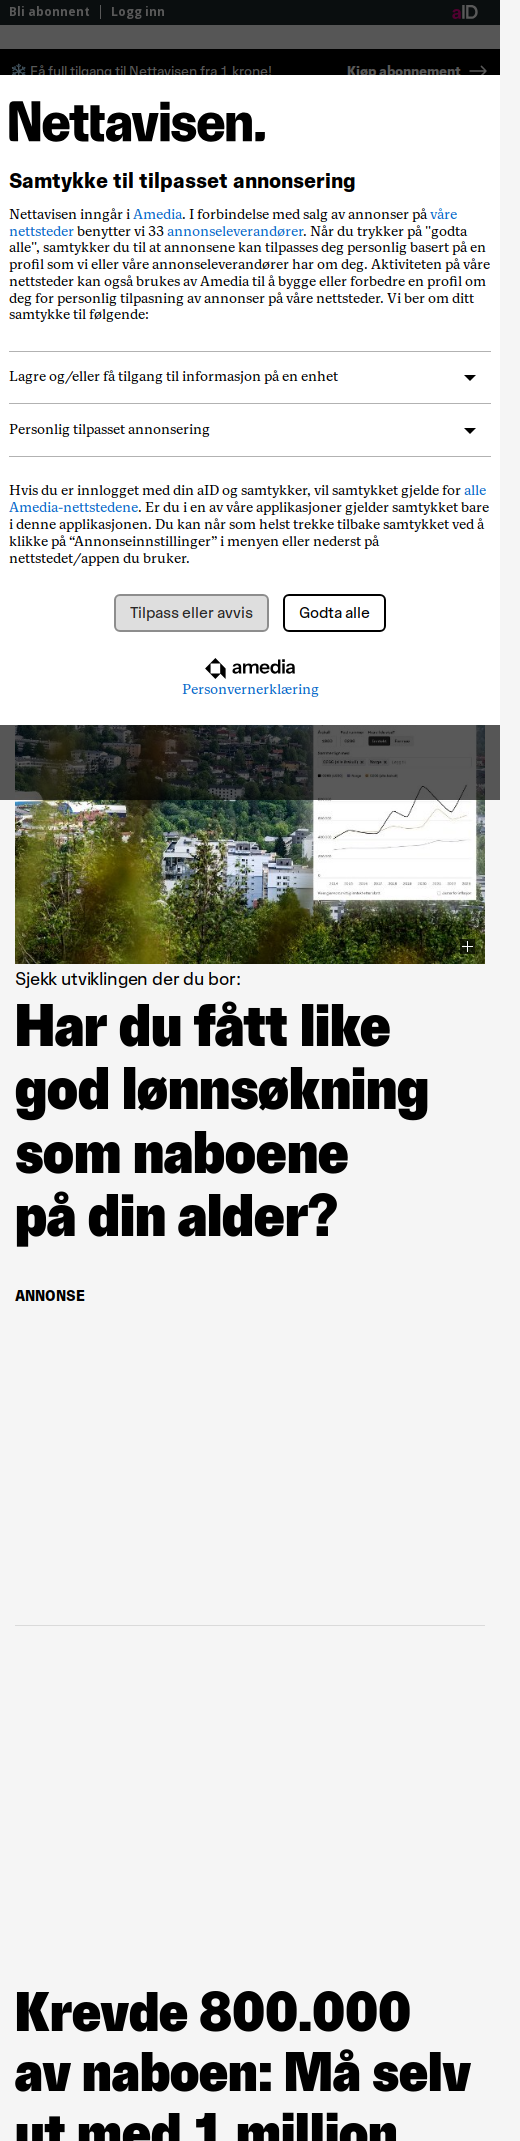 Bli abonnent | Logg inn
aID
Få full tilgang til Nettavisen fra 1 krone!
Kjøp abonnement
Nettavisen.
Samtykke til tilpasset annonsering
Nettavisen inngår i Amedia. I forbindelse med salg av annonser på våre
nettsteder benytter vi 33 annonseleverandører. Når du trykker på "godta
alle", samtykker du til at annonsene kan tilpasses deg personlig basert på en
profil som vi eller våre annonseleverandører har om deg. Aktiviteten på våre
nettsteder kan også brukes av Amedia til å bygge eller forbedre en profil om
deg for personlig tilpasning av annonser på våre nettsteder. Vi ber om ditt
samtykke til følgende:
Lagre og/eller få tilgang til informasjon på en enhet
Personlig tilpasset annonsering
Hvis du er innlogget med din aID og samtykker, vil samtykket gjelde for alle
Amedia-nettstedene. Er du i en av våre applikasjoner gjelder samtykket bare
i denne applikasjonen. Du kan når som helst trekke tilbake samtykket ved å
klikke på “Annonseinnstillinger” i menyen eller nederst på
nettstedet/appen du bruker.
Tilpass eller avvis
Godta alle
amedia
Personvernerklæring
Sjekk utviklingen der du bor:
Har du fått like
god lønnsøkning
som naboene
på din alder?
ANNONSE
Krevde 800.000
av naboen: Må selv
ut med 1 million